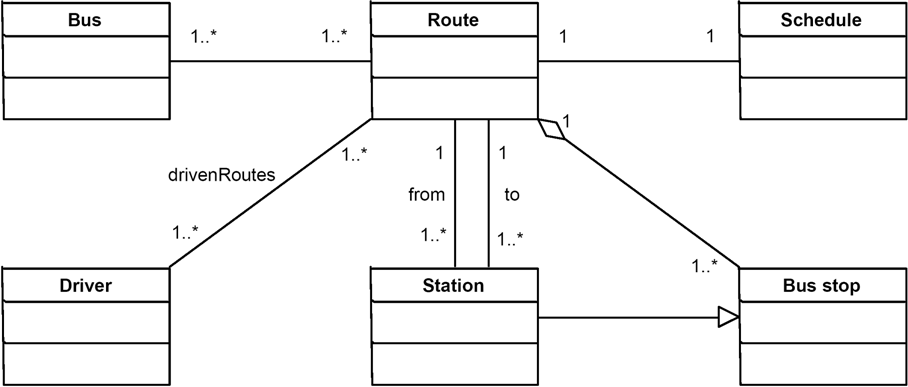 Bus
Route
Schedule
1..*
1..*
1
1
1
1..*
1
1
drivenRoutes
from
to
1..*
1..*
1..*
1..*
Driver
Station
Bus stop